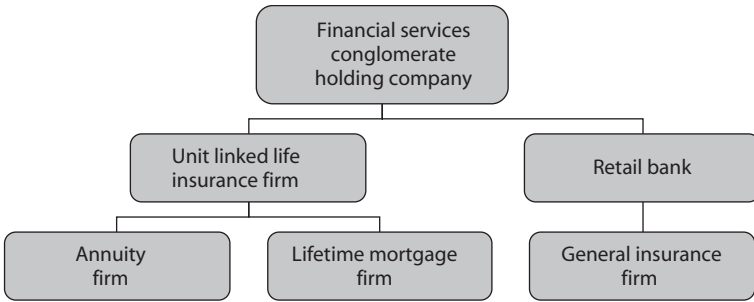 Financial services
conglomerate
holding company
Unit linked life
insurance firm
Retail bank
Annuity
firm
Lifetime mortgage
firm
General insurance
firm